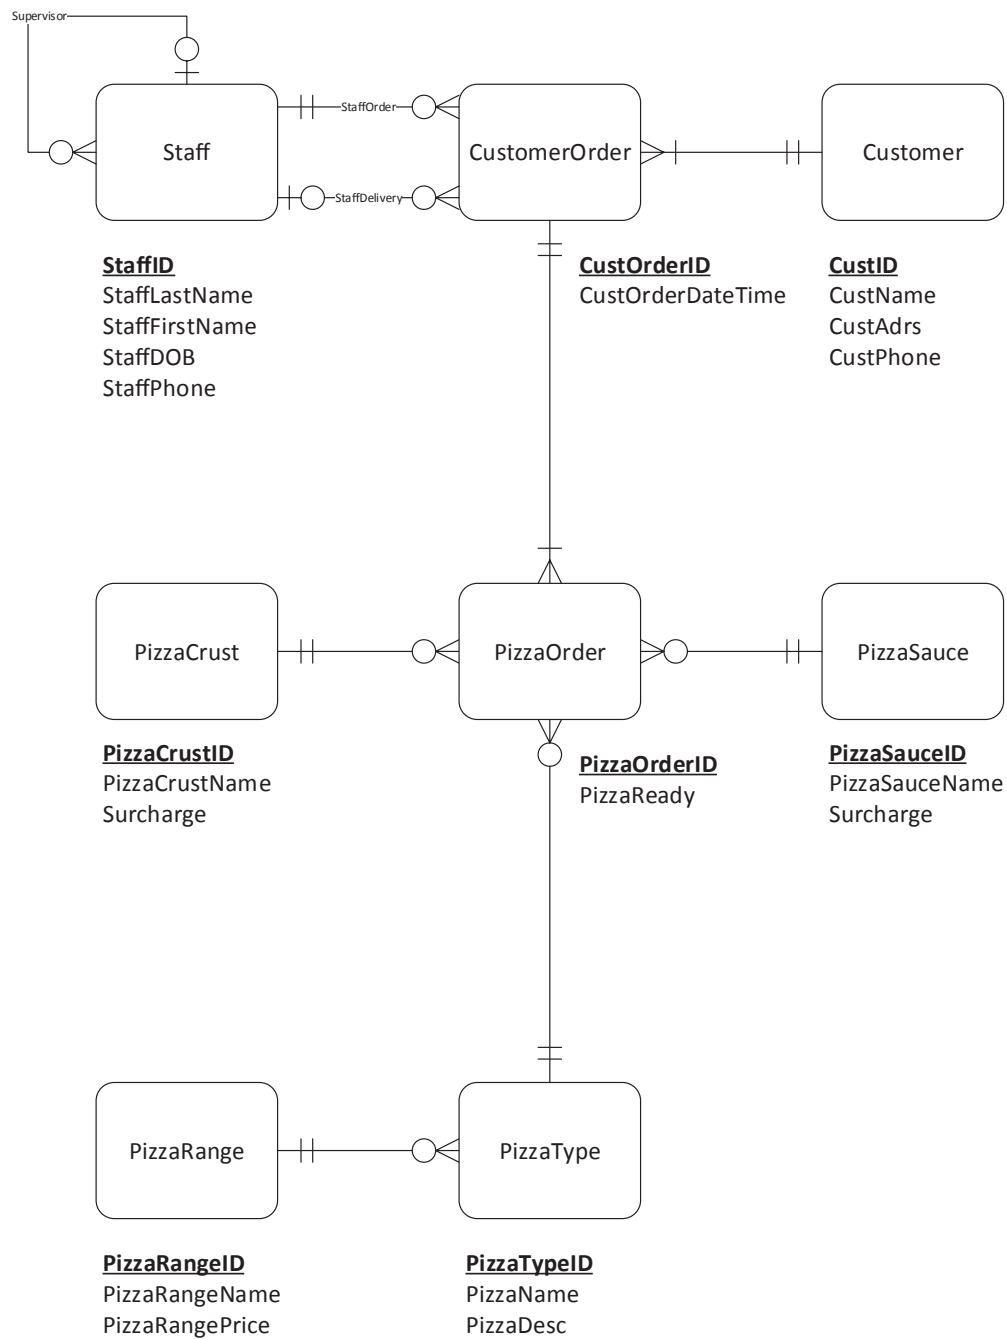 Supervisor
Staff
StaffOrder
StaffDelivery
CustomerOrder
Customer
StaffID
StaffLastName
StaffFirstName
StaffDOB
StaffPhone
CustOrderID
CustOrderDateTime
CustID
CustName
CustAdrs
CustPhone
PizzaCrust
PizzaOrder
PizzaSauce
PizzaCrustID
PizzaCrustName
Surcharge
PizzaOrderID
PizzaReady
PizzaSauceID
PizzaSauceName
Surcharge
PizzaRange
PizzaType
PizzaRangeID
PizzaRangeName
PizzaRangePrice
PizzaTypeID
PizzaName
PizzaDesc